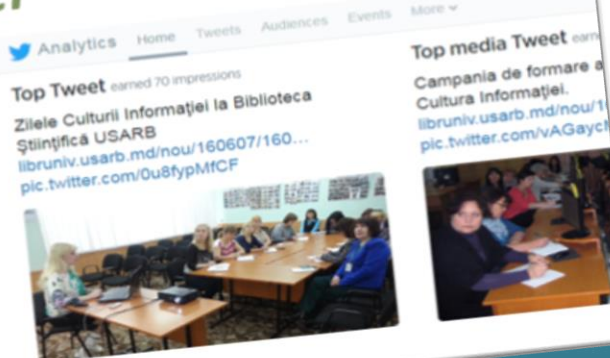 Analytics Home Tweets Audiences Events More
Top Tweet earned 70 impressions
Zilele Culturii Informației la Biblioteca
Științifică USARB
libruniv.usarb.md/nou/160607/160...
pic.twitter.com/0u8fypMfCF
Top media Tweet
Campania de formare a
Cultura Informației.
libruniv.usarb.md/nou/1
pic.twitter.com/vAGayc